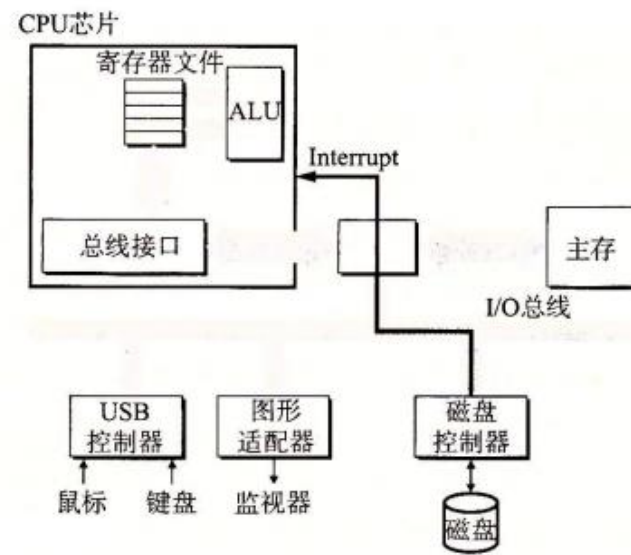 CPU芯片
寄存器文件
ALU
Interrupt
总线接口
主存
I/O总线
USB
控制器
图形
适配器
磁盘
控制器
鼠标
键盘
监视器
磁盘